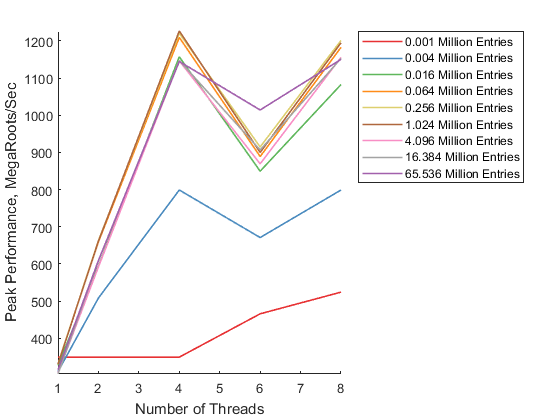 1200
1100
1000
900
800
700
600
500
400
1
2
3
4
5
6
7
8
Peak Performance, MegaRoots/Sec
Number of Threads
0.001 Million Entries
0.004 Million Entries
0.016 Million Entries
0.064 Million Entries
0.256 Million Entries
1.024 Million Entries
4.096 Million Entries
16.384 Million Entries
65.536 Million Entries